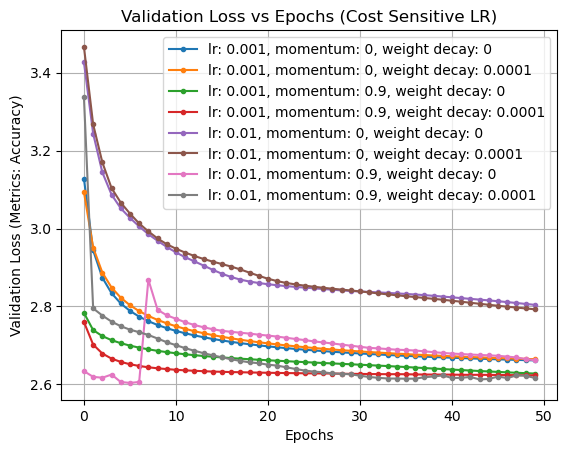 Validation Loss vs Epochs (Cost Sensitive LR)
Validation Loss (Metrics: Accuracy)
3.4
3.2
3.0
2.8
2.6
lr: 0.001, momentum: 0, weight decay: 0
lr: 0.001, momentum: 0, weight decay: 0.0001
lr: 0.001, momentum: 0.9, weight decay: 0
lr: 0.001, momentum: 0.9, weight decay: 0.0001
lr: 0.01, momentum: 0, weight decay: 0
lr: 0.01, momentum: 0, weight decay: 0.0001
lr: 0.01, momentum: 0.9, weight decay: 0
lr: 0.01, momentum: 0.9, weight decay: 0.0001
0 10 20 30 40 50
Epochs